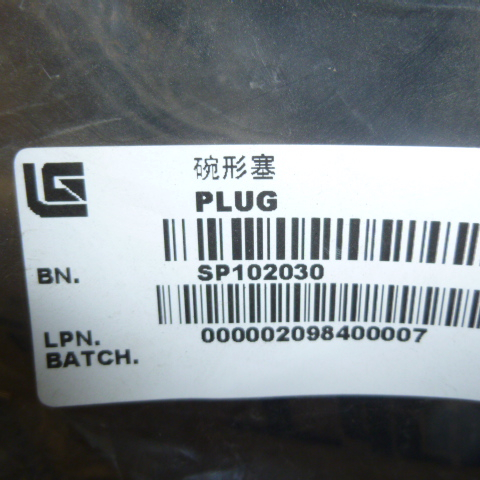 碗形塞
PLUG
BN. SP102030
LPN. 000002098400007
BATCH.